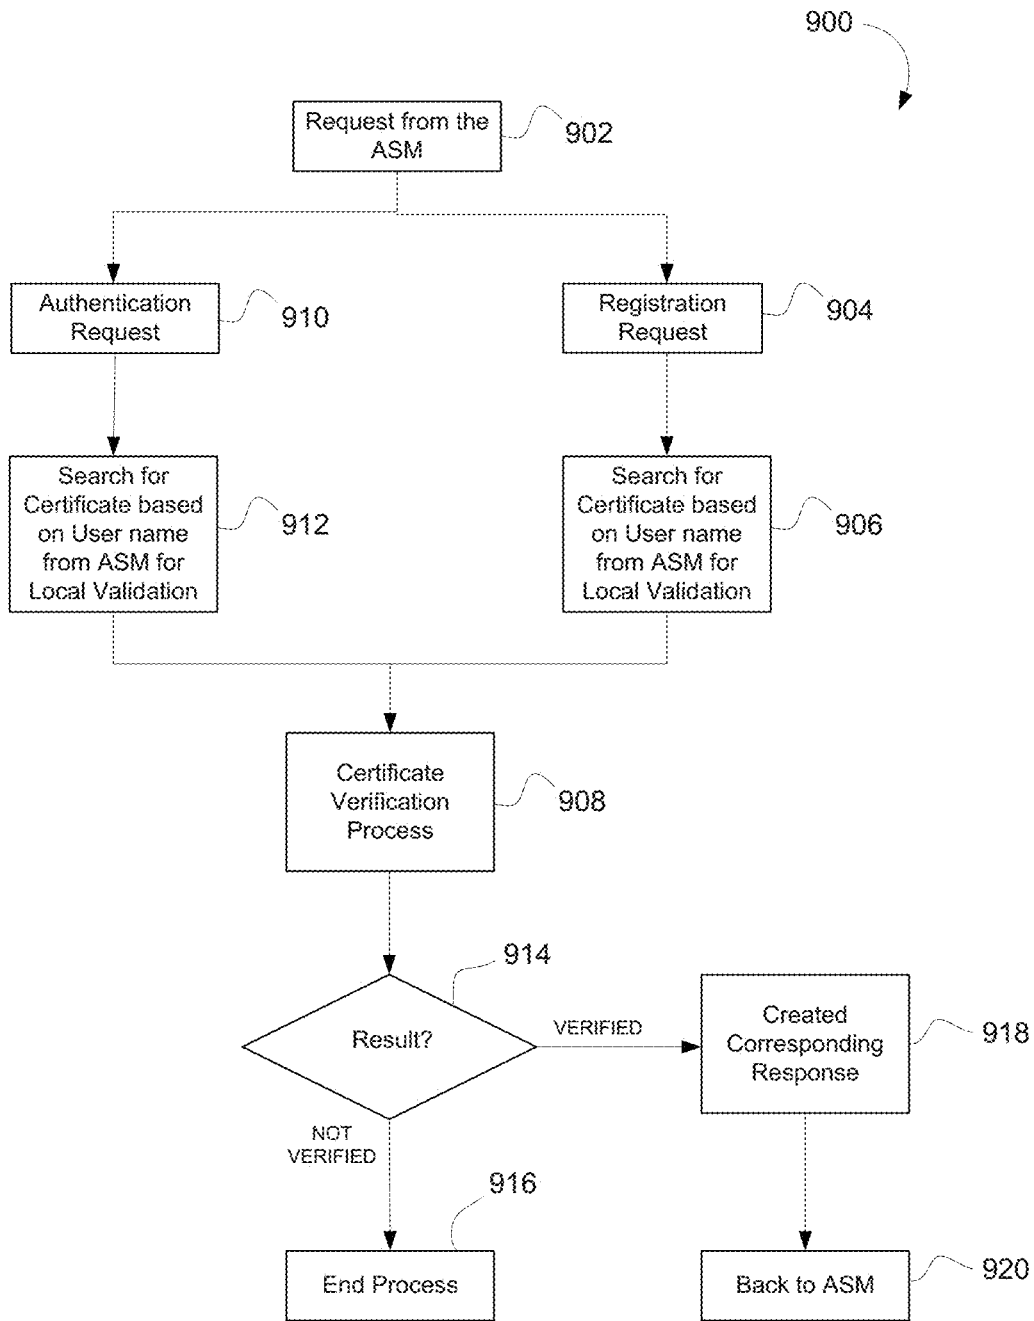 900
Request from the
ASM
902
Authentication
Request
910
Registration
Request
904
Search for
Certificate based
on User name
from ASM for
Local Validation
912
Search for
Certificate based
on User name
from ASM for
Local Validation
906
Certificate
Verification
Process
908
914
Result?
VERIFIED
Created
Corresponding
Response
918
NOT
VERIFIED
916
End Process
Back to ASM
920